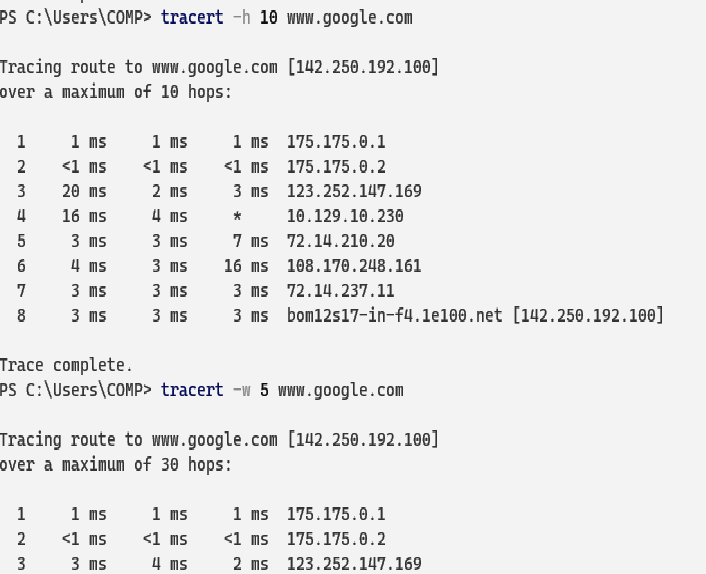 PS C:\Users\COMP> tracert -h 10 www.google.com
Tracing route to www.google.com [142.250.192.100]
over a maximum of 10 hops:
1 1 ms 1 ms 1 ms 175.175.0.1
2 <1 ms <1 ms <1 ms 175.175.0.2
3 20 ms 2 ms 3 ms 123.252.147.169
4 16 ms 4 ms * 10.129.10.230
5 3 ms 3 ms 7 ms 72.14.210.20
6 4 ms 3 ms 16 ms 108.170.248.161
7 3 ms 3 ms 3 ms 72.14.237.11
8 3 ms 3 ms 3 ms bom12s17-in-f4.1e100.net [142.250.192.100]
Trace complete.
PS C:\Users\COMP> tracert -w 5 www.google.com
Tracing route to www.google.com [142.250.192.100]
over a maximum of 30 hops:
1 1 ms 1 ms 1 ms 175.175.0.1
2 <1 ms <1 ms <1 ms 175.175.0.2
3 3 ms 4 ms 2 ms 123.252.147.169